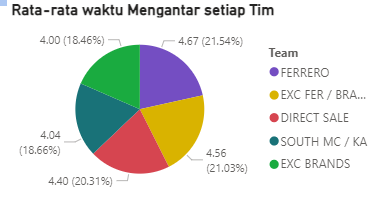 Rata-rata waktu Mengantar setiap Tim
4.00 (18.46%)
4.67 (21.54%)
4.04
(18.66%)
4.56
(21.03%)
4.40 (20.31%)
Team
FERRERO
EXC FER / BRA...
DIRECT SALE
SOUTH MC / KA
EXC BRANDS